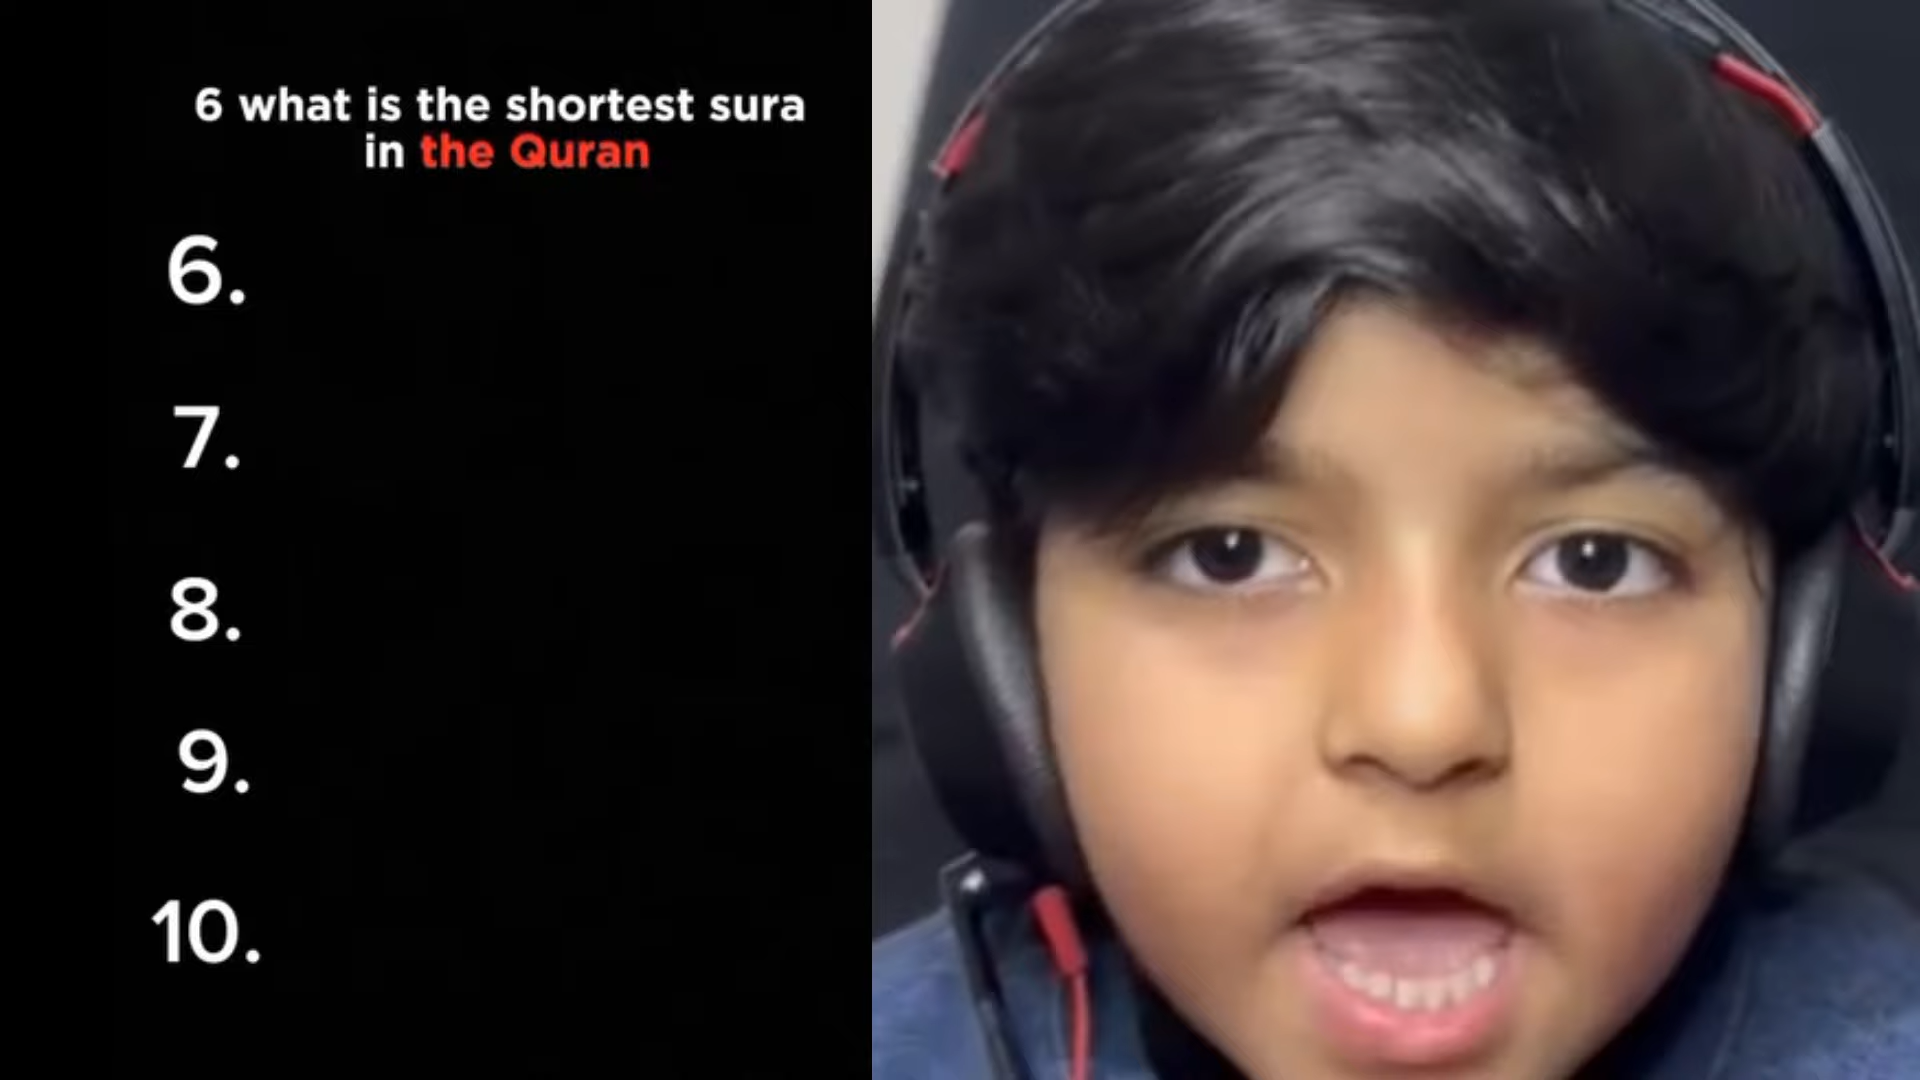 6 what is the shortest sura
in the Quran
6.
7.
8.
9.
10.